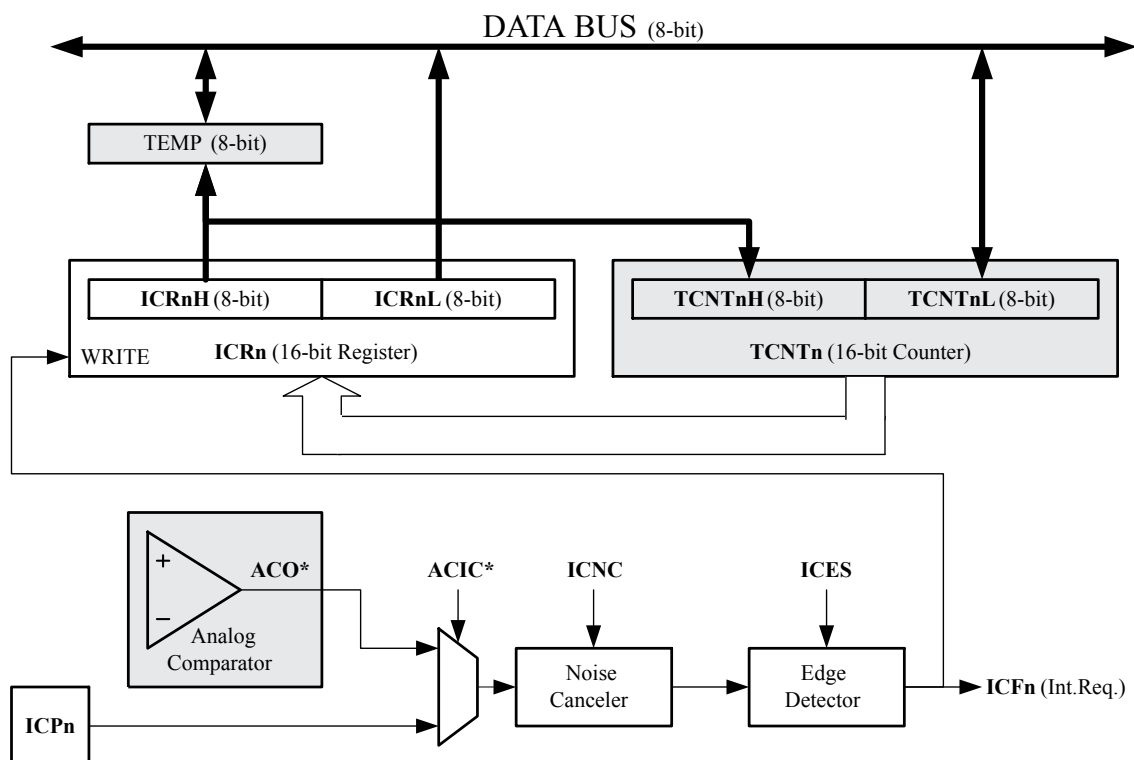 DATA BUS (8-bit)
TEMP (8-bit)
ICRnH (8-bit)
ICRnL (8-bit)
TCNTnH (8-bit)
TCNTnL (8-bit)
WRITE
ICRn (16-bit Register)
TCNTn (16-bit Counter)
+
−
ACO*
Analog
Comparator
ACIC*
ICNC
ICES
Noise
Canceler
Edge
Detector
ICFn (Int.Req.)
ICPn